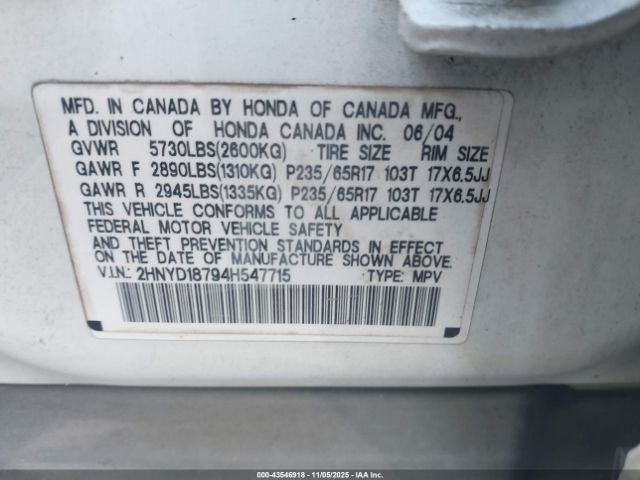 MFD. IN CANADA BY HONDA OF CANADA MFG.,
A DIVISION OF HONDA CANADA INC. 06/04
GVWR 5730LBS(2600KG) TIRE SIZE RIM SIZE
GAWR F 2890LBS(1310KG) P235/65R17 103T 17X6.5JJ
GAWR R 2945LBS(1335KG) P235/65R17 103T 17X6.5JJ
THIS VEHICLE CONFORMS TO ALL APPLICABLE
FEDERAL MOTOR VEHICLE SAFETY
AND THEFT PREVENTION STANDARDS IN EFFECT
ON THE DATE OF MANUFACTURE SHOWN ABOVE.
V.I.N.: 2HNYD18794H547715 TYPE: MPV
000-43546918 - 11/05/2025 - IAA Inc.